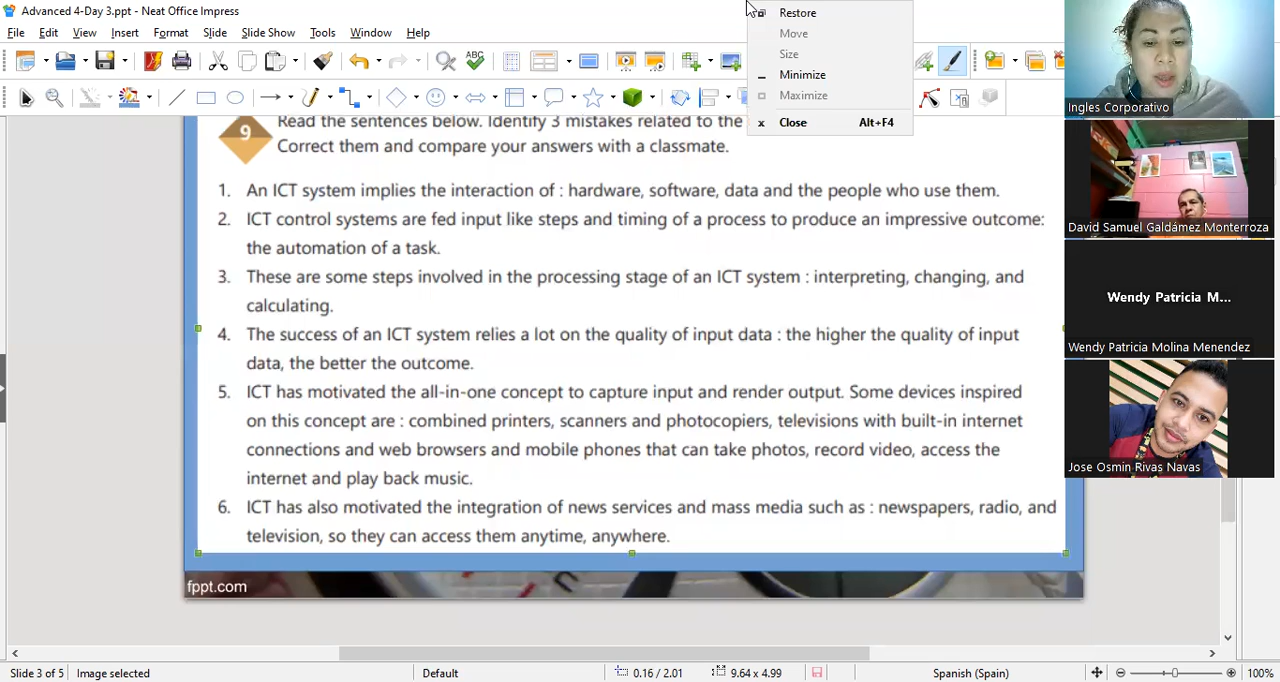 Advanced 4-Day 3.ppt - Neat Office Impress
File Edit View Insert Format Slide Slide Show Tools Window Help
Restore
Move
Size
Minimize
Maximize
Close Alt+F4
ABC
9
Read the sentences below. Identify 3 mistakes related to the
Correct them and compare your answers with a classmate.
1. An ICT system implies the interaction of : hardware, software, data and the people who use them.
2. ICT control systems are fed input like steps and timing of a process to produce an impressive outcome:
the automation of a task.
3. These are some steps involved in the processing stage of an ICT system : interpreting, changing, and
calculating.
4. The success of an ICT system relies a lot on the quality of input data : the higher the quality of input
data, the better the outcome.
5. ICT has motivated the all-in-one concept to capture input and render output. Some devices inspired
on this concept are : combined printers, scanners and photocopiers, televisions with built-in internet
connections and web browsers and mobile phones that can take photos, record video, access the
internet and play back music.
6. ICT has also motivated the integration of news services and mass media such as : newspapers, radio, and
television, so they can access them anytime, anywhere.
fppt.com
Ingles Corporativo
David Samuel Galdámez Monterroza
Wendy Patricia M...
Wendy Patricia Molina Menendez
Jose Osmin Rivas Navas
Slide 3 of 5 Image selected Default 0.16 / 2.01 9.64 x 4.99 Spanish (Spain) 100%